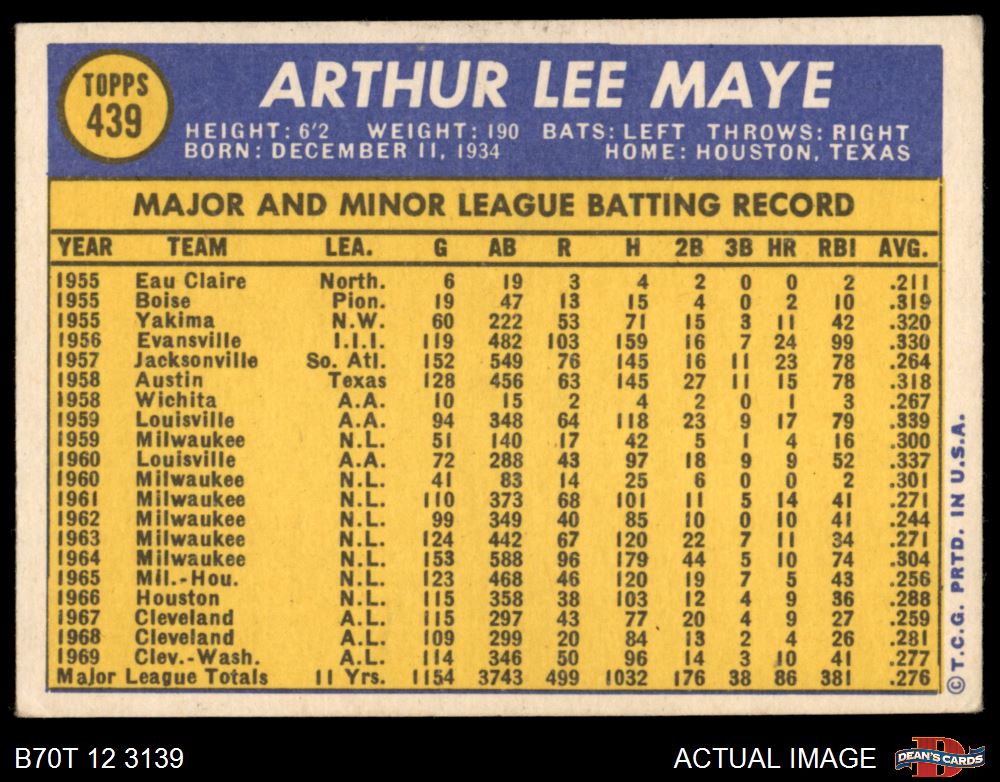 TOPPS
439
ARTHUR LEE MAYE
HEIGHT: 6'2 WEIGHT: 190 BATS: LEFT THROWS: RIGHT
BORN: DECEMBER 11, 1934 HOME: HOUSTON, TEXAS
MAJOR AND MINOR LEAGUE BATTING RECORD
YEAR TEAM LEA. G AB R H 2B 3B HR RBI AVG.
1955 Eau Claire North. 6 19 3 4 2 0 0 2 .211
1955 Boise Pion. 19 47 13 15 4 0 2 10 .319
1955 Yakima N.W. 60 222 53 71 15 3 11 42 .320
1956 Evansville I.I.I. 119 482 103 159 16 7 24 99 .330
1957 Jacksonville So. Atl. 152 549 76 145 16 11 23 78 .264
1958 Austin Texas 128 456 63 145 27 11 15 78 .318
1958 Wichita A.A. 10 15 2 4 2 0 1 3 .267
1959 Louisville A.A. 94 348 64 118 23 9 17 79 .339
1959 Milwaukee N.L. 51 140 17 42 5 1 4 16 .300
1960 Louisville A.A. 72 288 43 97 18 9 9 52 .337
1960 Milwaukee N.L. 41 83 14 25 6 0 0 2 .301
1961 Milwaukee N.L. 110 373 68 101 11 5 14 41 .271
1962 Milwaukee N.L. 99 349 40 85 10 0 10 41 .244
1963 Milwaukee N.L. 124 442 67 120 22 7 11 34 .271
1964 Milwaukee N.L. 153 588 96 179 44 5 10 74 .304
1965 Mil.-Hou. N.L. 123 468 46 120 19 7 5 43 .256
1966 Houston N.L. 115 358 38 103 12 4 9 36 .288
1967 Cleveland A.L. 115 297 43 77 20 4 9 27 .259
1968 Cleveland A.L. 109 299 20 84 13 2 4 26 .281
1969 Clev.-Wash. A.L. 114 346 50 96 14 3 10 41 .277
Major League Totals 11 Yrs. 1154 3743 499 1032 176 38 86 381 .276
© T.C.G. PRTD. IN U.S.A.
B70T 12 3139
ACTUAL IMAGE
D
DEAN'S CARDS